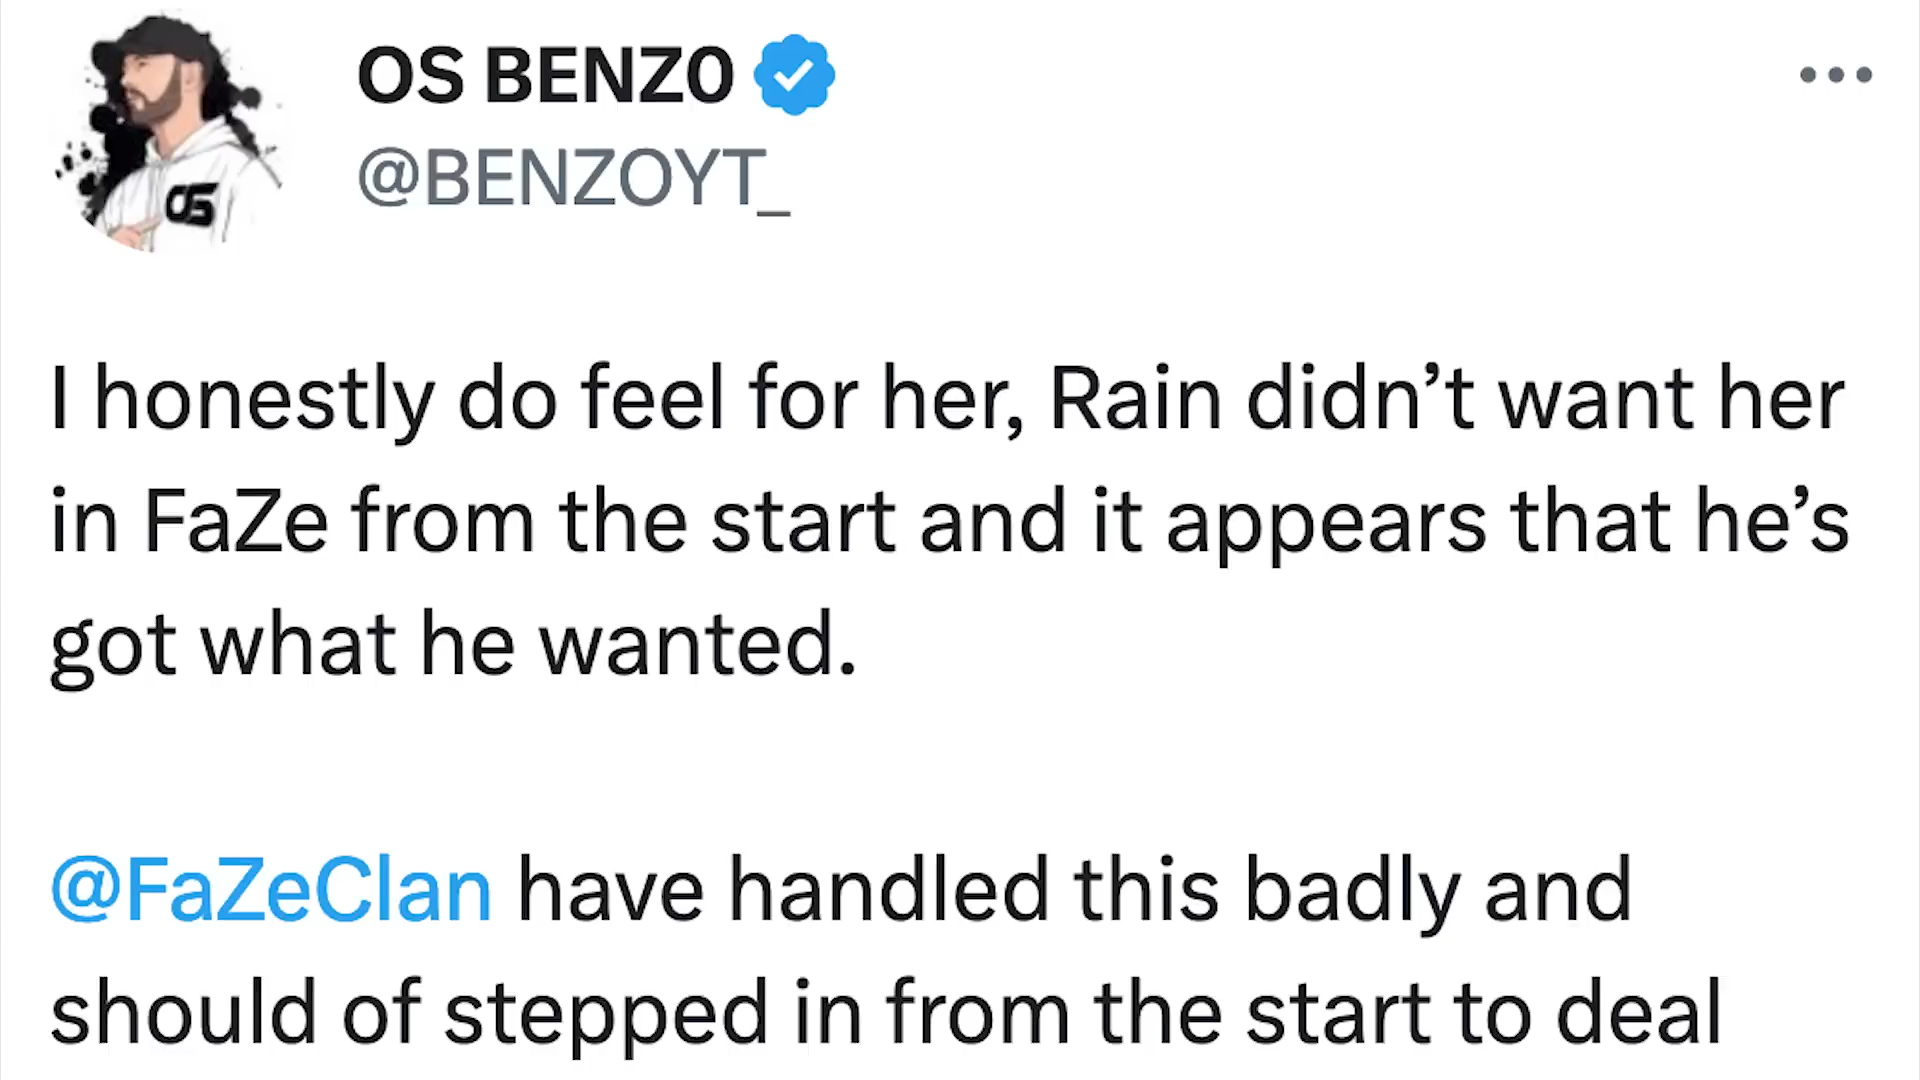 OS BENZ0
@BENZOYT_
OS
I honestly do feel for her, Rain didn’t want her
in FaZe from the start and it appears that he’s
got what he wanted.
@FaZeClan have handled this badly and
should of stepped in from the start to deal